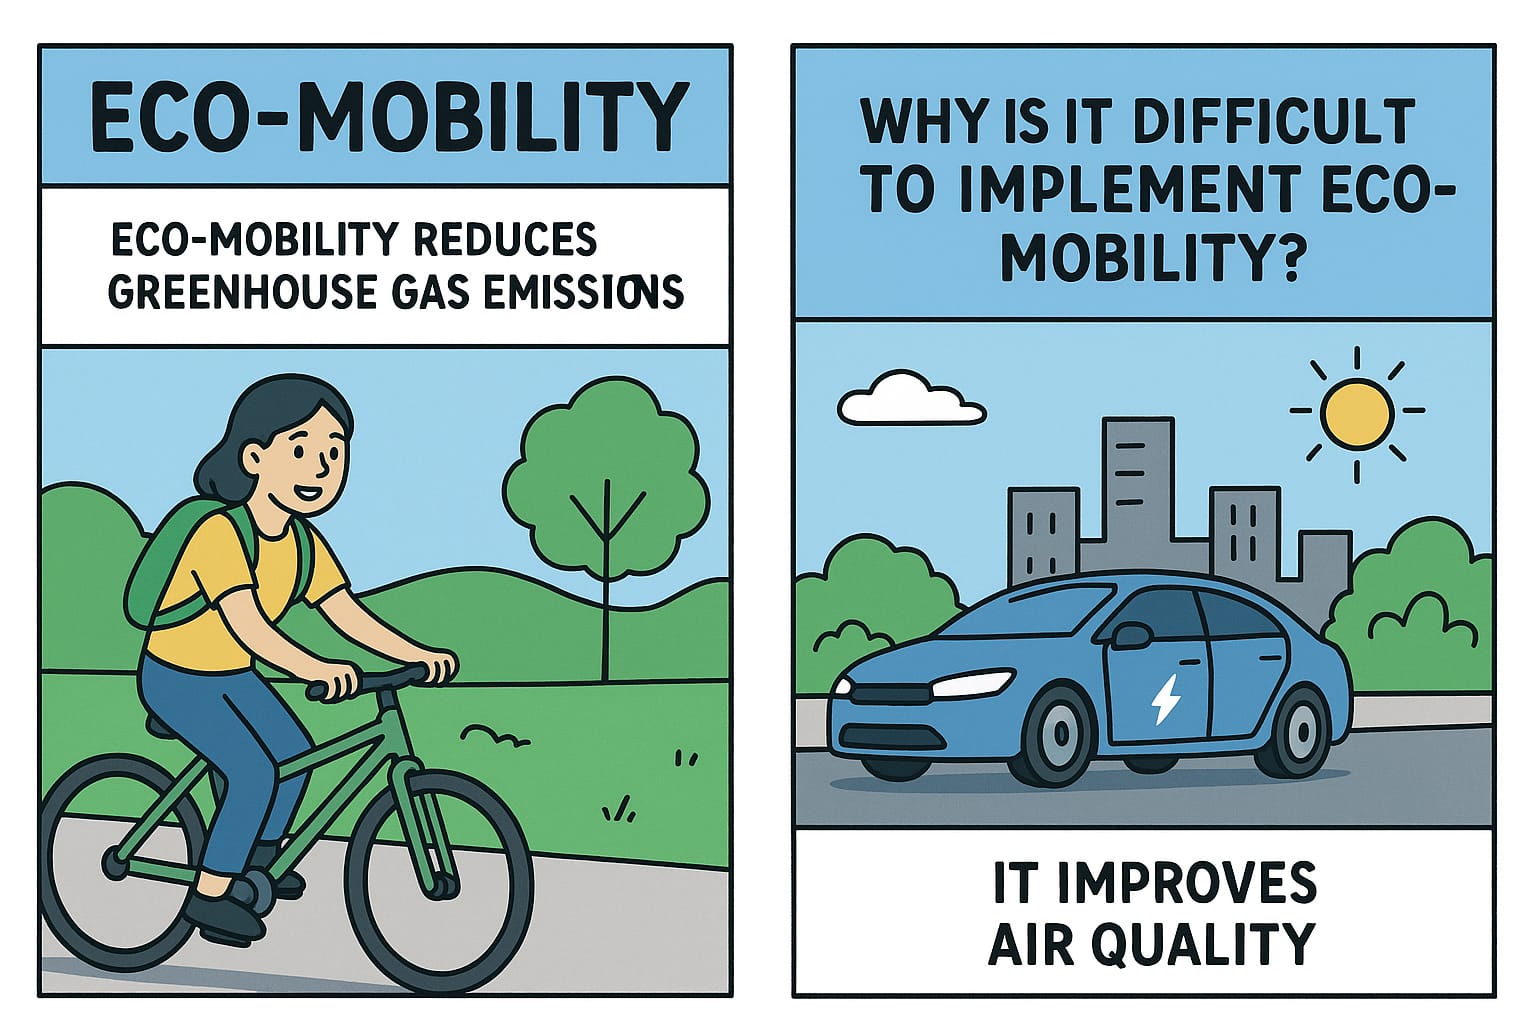 ECO-MOBILITY
ECO-MOBILITY REDUCES
GREENHOUSE GAS EMISSIONS
WHY IS IT DIFFICULT
TO IMPLEMENT ECO-
MOBILITY?
IT IMPROVES
AIR QUALITY